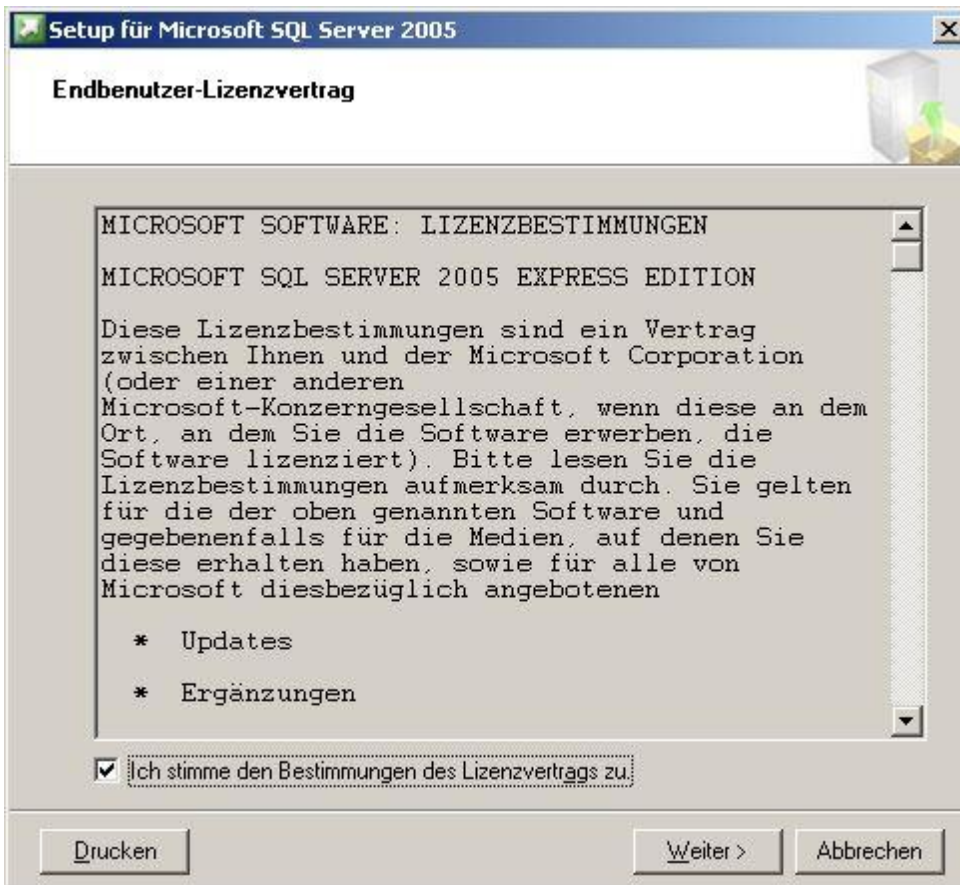 Setup für Microsoft SQL Server 2005
Endbenutzer-Lizenzvertrag
MICROSOFT SOFTWARE: LIZENZBESTIMMUNGEN
MICROSOFT SQL SERVER 2005 EXPRESS EDITION
Diese Lizenzbestimmungen sind ein Vertrag
zwischen Ihnen und der Microsoft Corporation
(oder einer anderen
Microsoft-Konzerngesellschaft, wenn diese an dem
Ort, an dem Sie die Software erwerben, die
Software lizenziert). Bitte lesen Sie die
Lizenzbestimmungen aufmerksam durch. Sie gelten
für die der oben genannten Software und
gegebenenfalls für die Medien, auf denen Sie
diese erhalten haben, sowie für alle von
Microsoft diesbezüglich angebotenen
* Updates
* Ergänzungen
Ich stimme den Bestimmungen des Lizenzvertrags zu.
Drucken
Weiter >
Abbrechen